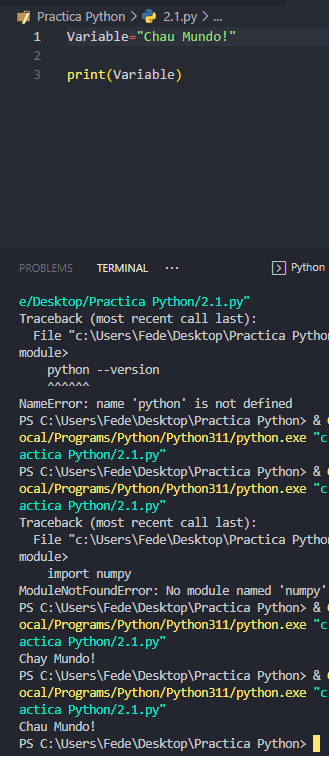 Practica Python > 2.1.py > ...
1 Variable="Chau Mundo!"
2
3 print(Variable)
PROBLEMS TERMINAL ... Python
e/Desktop/Practica Python/2.1.py"
Traceback (most recent call last):
File "c:\Users\Fede\Desktop\Practica Python
module>
python --version
^^^^^^
NameError: name 'python' is not defined
PS C:\Users\Fede\Desktop\Practica Python> &
ocal/Programs/Python/Python311/python.exe "c
actica Python/2.1.py"
PS C:\Users\Fede\Desktop\Practica Python> &
ocal/Programs/Python/Python311/python.exe "c
actica Python/2.1.py"
Traceback (most recent call last):
File "c:\Users\Fede\Desktop\Practica Python
module>
import numpy
ModuleNotFoundError: No module named 'numpy'
PS C:\Users\Fede\Desktop\Practica Python> &
ocal/Programs/Python/Python311/python.exe "c
actica Python/2.1.py"
Chay Mundo!
PS C:\Users\Fede\Desktop\Practica Python> &
ocal/Programs/Python/Python311/python.exe "c
actica Python/2.1.py"
Chau Mundo!
PS C:\Users\Fede\Desktop\Practica Python>